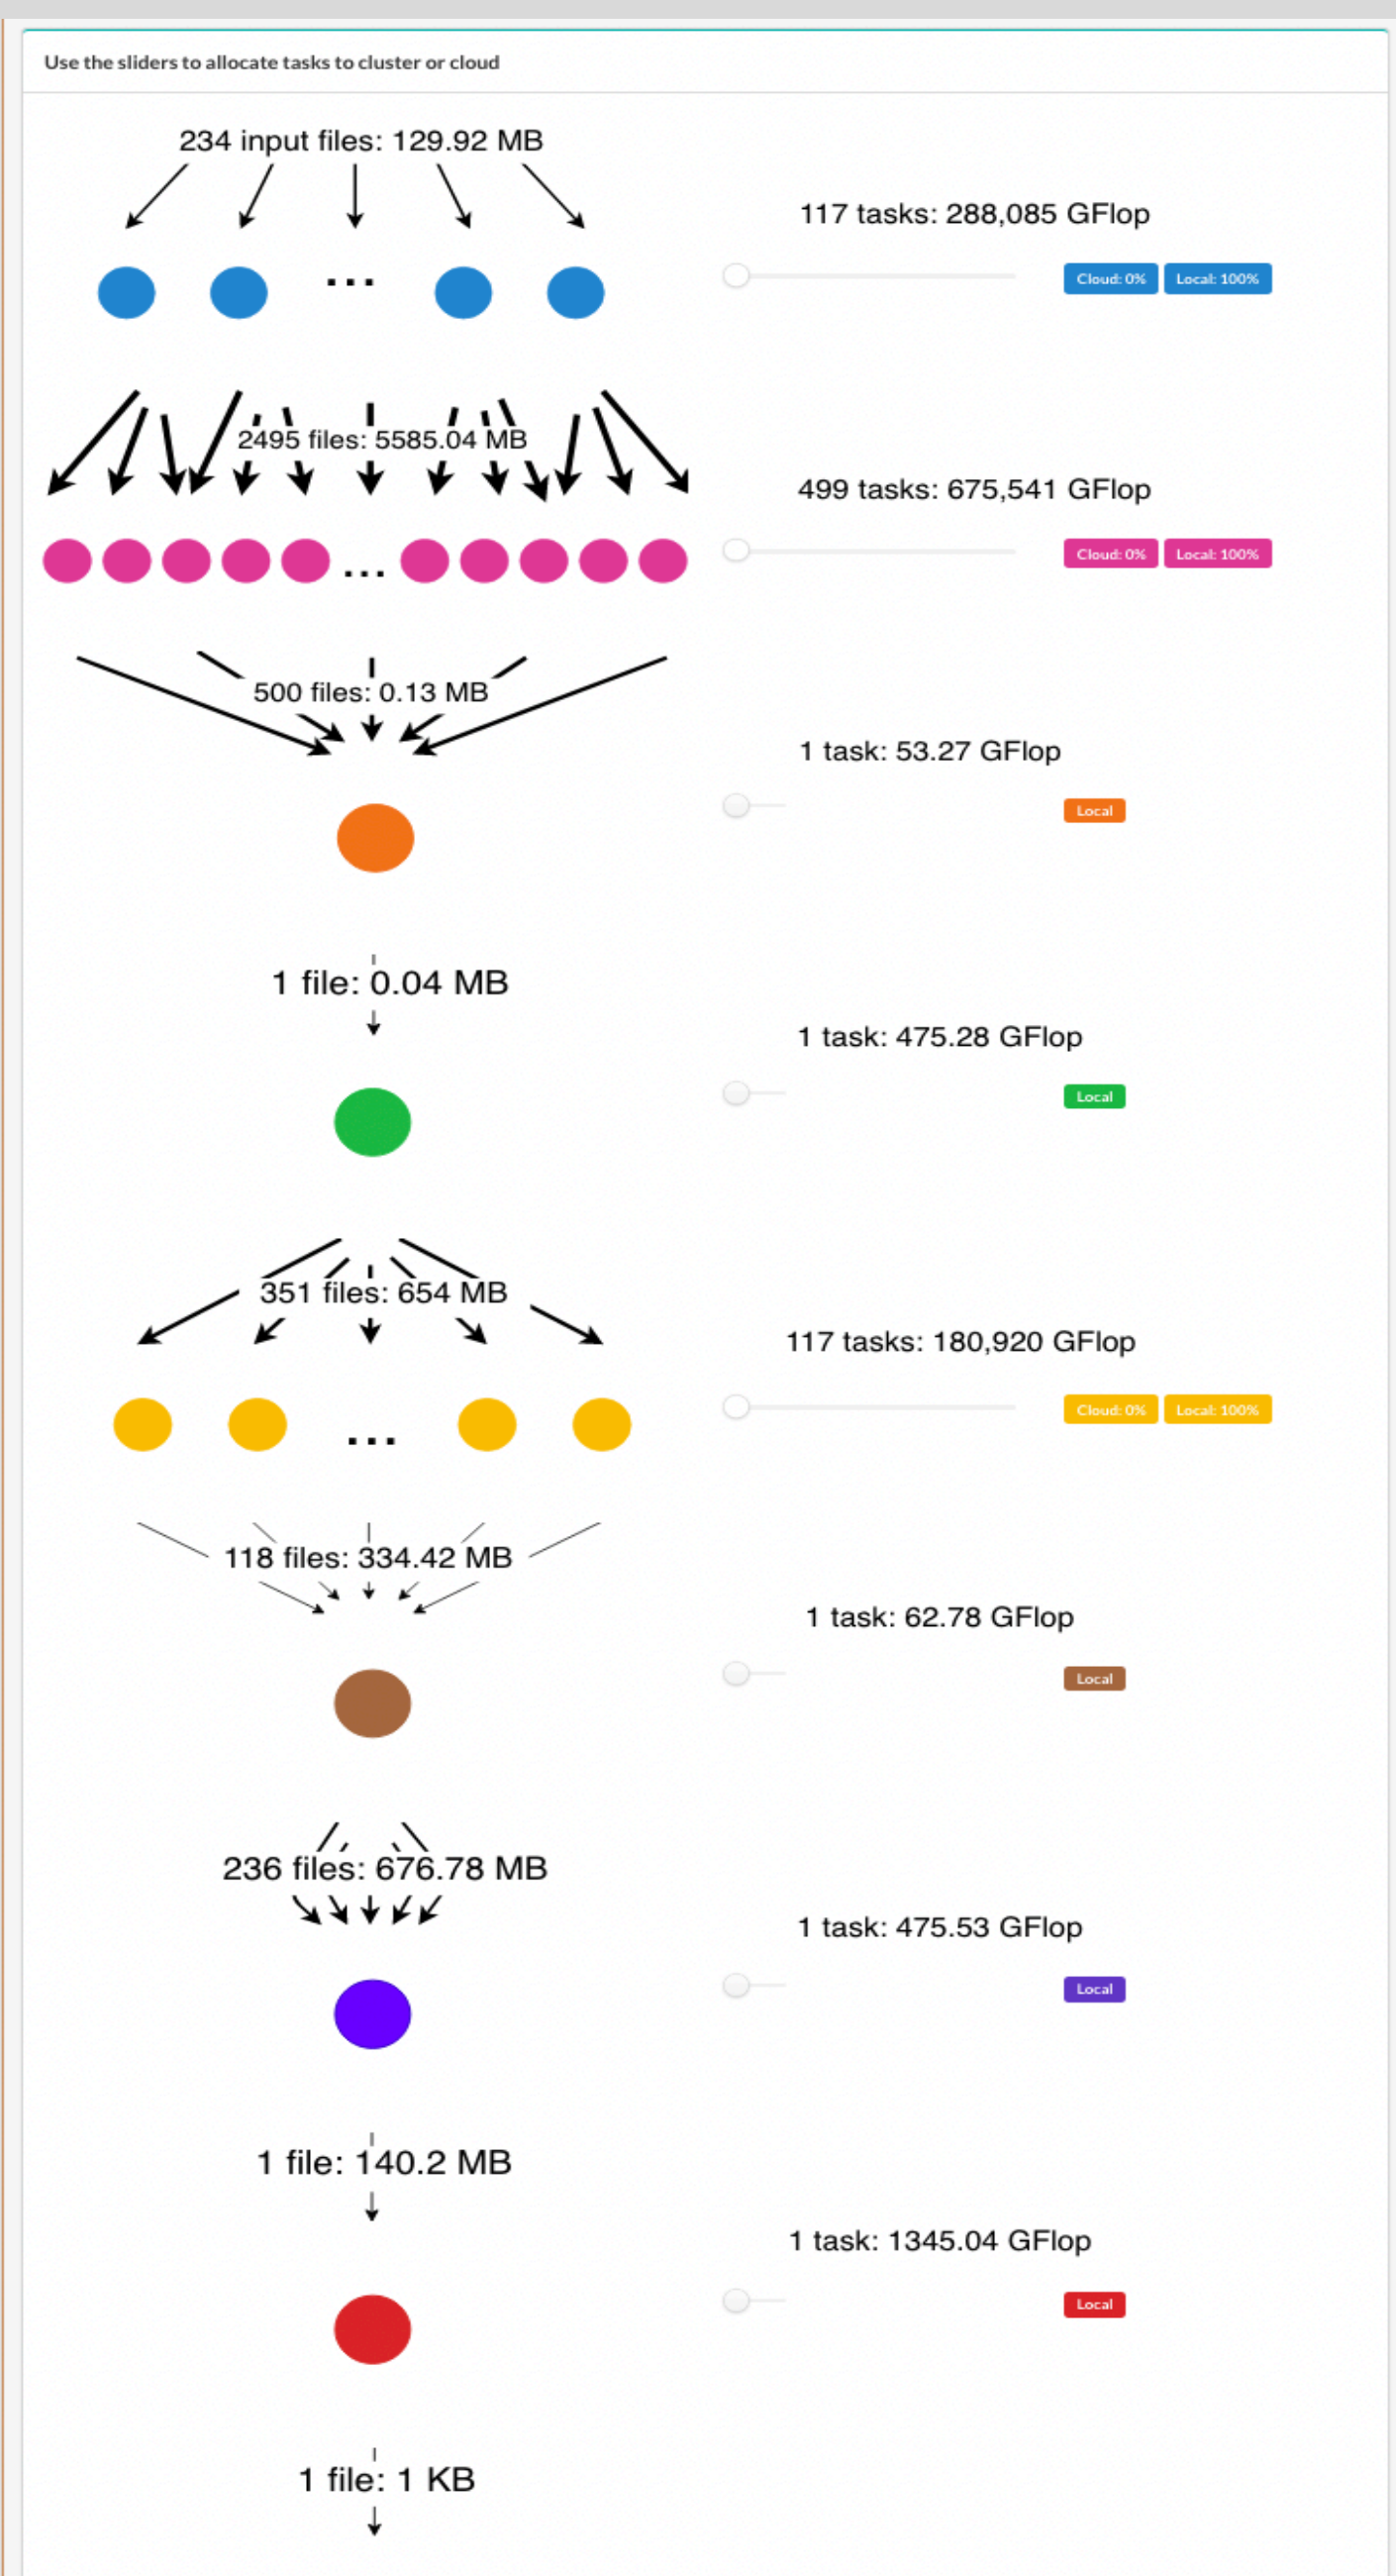 Use the sliders to allocate tasks to cluster or cloud
234 input files: 129.92 MB
117 tasks: 288,085 GFlop
...
Cloud: 0% Local: 100%
2495 files: 5585.04 MB
499 tasks: 675,541 GFlop
...
Cloud: 0% Local: 100%
500 files: 0.13 MB
1 task: 53.27 GFlop
Local
1 file: 0.04 MB
1 task: 475.28 GFlop
Local
351 files: 654 MB
117 tasks: 180,920 GFlop
...
Cloud: 0% Local: 100%
118 files: 334.42 MB
1 task: 62.78 GFlop
Local
236 files: 676.78 MB
1 task: 475.53 GFlop
Local
1 file: 140.2 MB
1 task: 1345.04 GFlop
Local
1 file: 1 KB